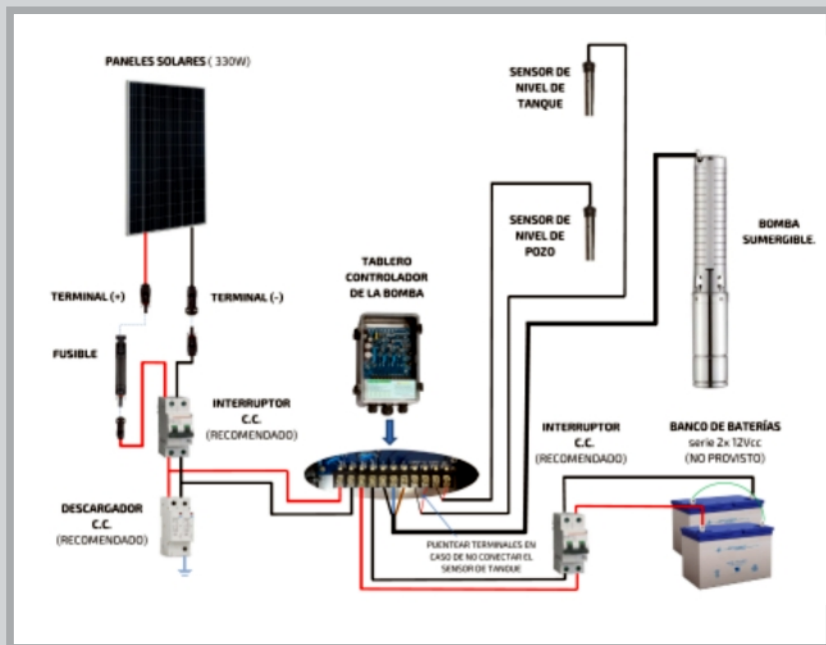 PANELES SOLARES ( 330W)
SENSOR DE
NIVEL DE
TANQUE
SENSOR DE
NIVEL DE
POZO
BOMBA
SUMERGIBLE.
TABLERO
CONTROLADOR
DE LA BOMBA
TERMINAL (+)
TERMINAL (-)
FUSIBLE
INTERRUPTOR
C.C.
(RECOMENDADO)
INTERRUPTOR
C.C.
(RECOMENDADO)
BANCO DE BATERÍAS
serie 2x 12Vcc
(NO PROVISTO)
DESCARGADOR
C.C.
(RECOMENDADO)
PUENTEAR TERMINALES EN
CASO DE NO CONECTAR EL
SENSOR DE TANQUE